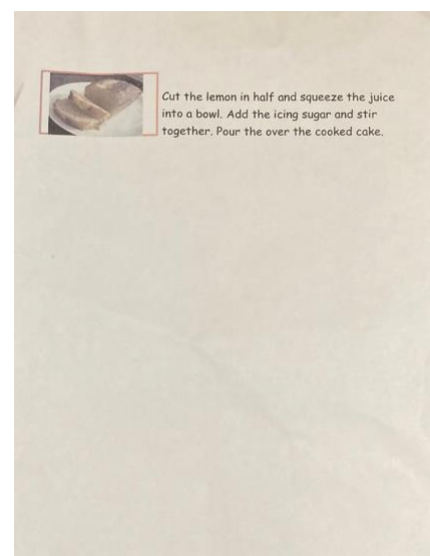 Cut the lemon in half and squeeze the juice
into a bowl. Add the icing sugar and stir
together. Pour the over the cooked cake.